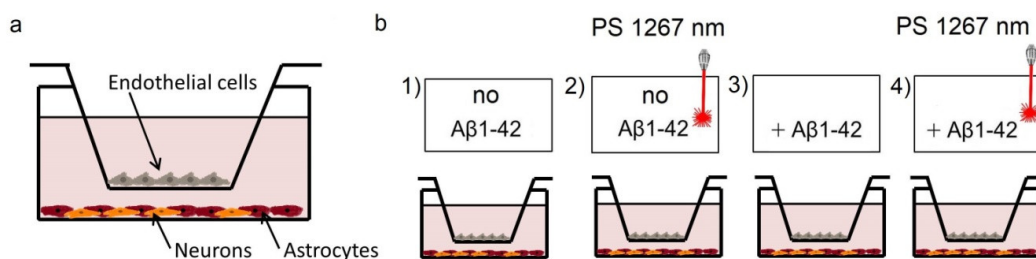 a
Endothelial cells
Neurons
Astrocytes
b
PS 1267 nm
PS 1267 nm
1)
no
Aβ1-42
2)
no
Aβ1-42
3)
+ Aβ1-42
4)
+ Aβ1-42